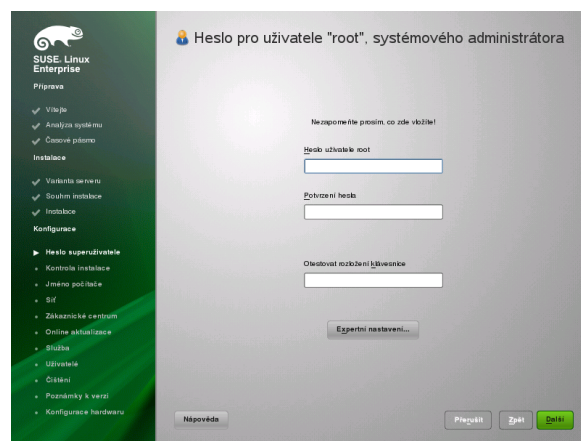 SUSE. Linux
Enterprise
Příprava
Vítejte
Analýza systému
Časové pásmo
Instalace
Varianta serveru
Souhrn instalace
Instalace
Konfigurace
Heslo superuživatele
Kontrola instalace
Jméno počítače
Síť
Zákaznické centrum
Online aktualizace
Služba
Uživatelé
Čištění
Poznámky k verzi
Konfigurace hardwaru
Heslo pro uživatele "root", systémového administrátora
Nezapomeňte prosím, co zde vložíte!
Heslo uživatele root
Potvrzení hesla
Otestovat rozložení klávesnice
Expertní nastavení...
Nápověda
Přerušit
Zpět
Další